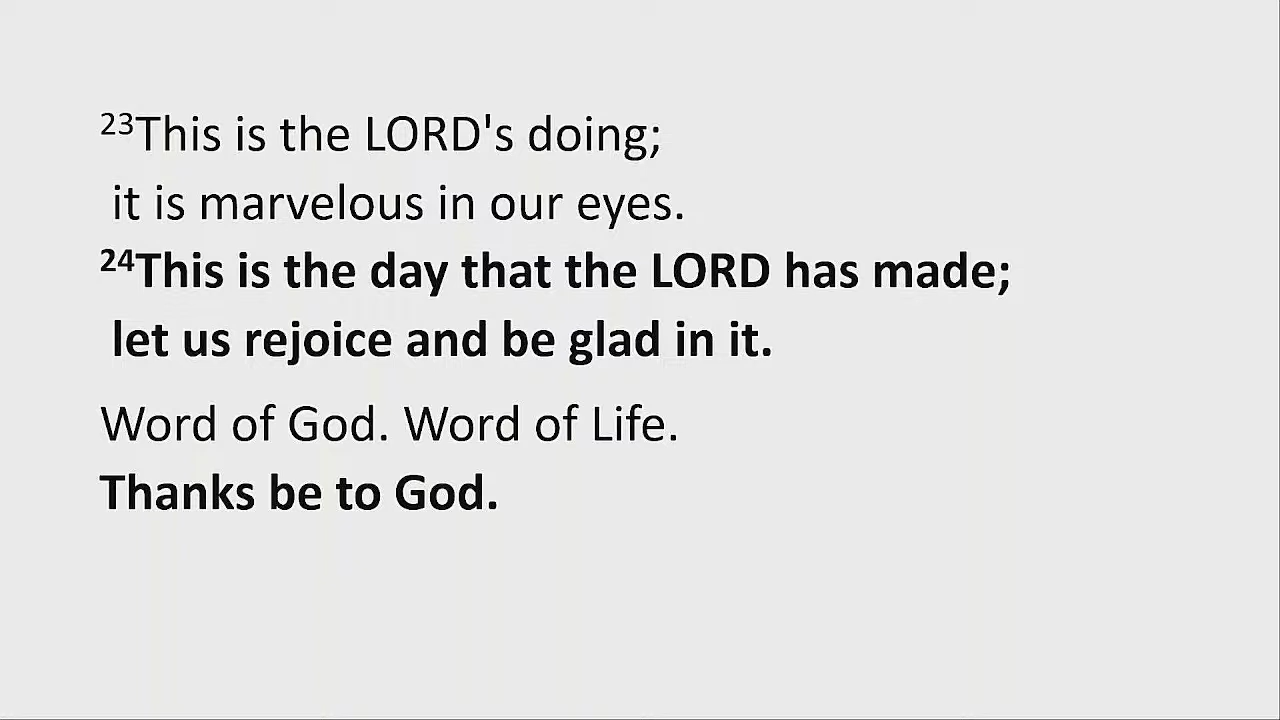 ²³This is the LORD's doing;
it is marvelous in our eyes.
²⁴This is the day that the LORD has made;
let us rejoice and be glad in it.
Word of God. Word of Life.
Thanks be to God.